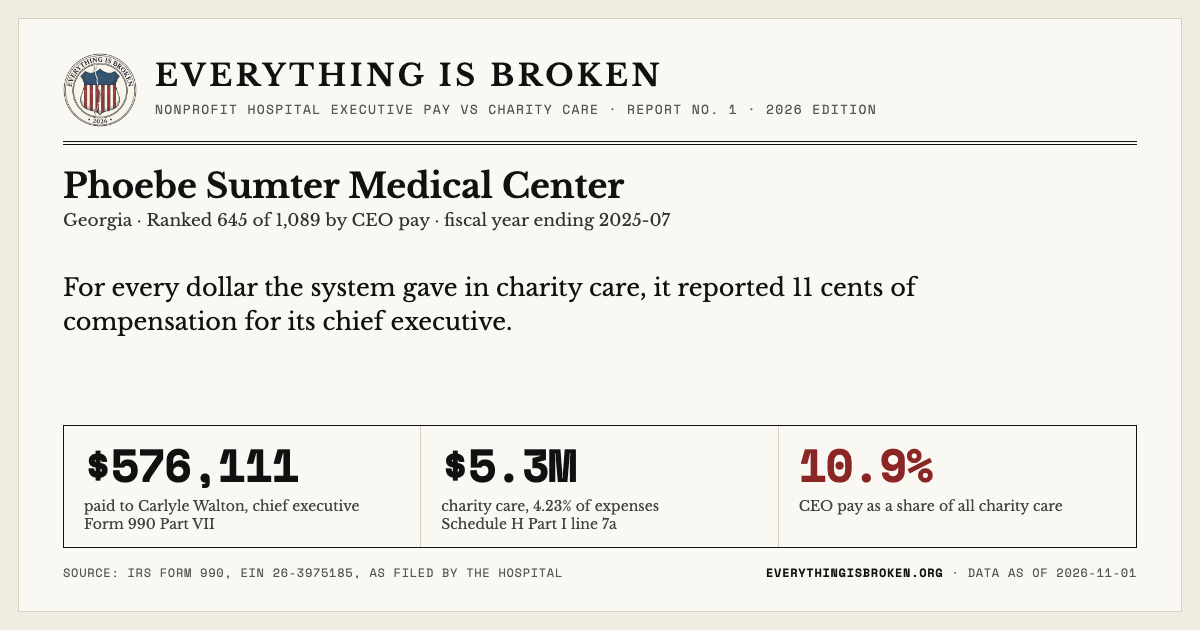 EVERYTHING IS BROKEN
2026
EVERYTHING IS BROKEN
NONPROFIT HOSPITAL EXECUTIVE PAY VS CHARITY CARE · REPORT NO. 1 · 2026 EDITION
Phoebe Sumter Medical Center
Georgia · Ranked 645 of 1,089 by CEO pay · fiscal year ending 2025-07
For every dollar the system gave in charity care, it reported 11 cents of
compensation for its chief executive.
$576,111
paid to Carlyle Walton, chief executive
Form 990 Part VII
$5.3M
charity care, 4.23% of expenses
Schedule H Part I line 7a
10.9%
CEO pay as a share of all charity care
SOURCE: IRS FORM 990, EIN 26-3975185, AS FILED BY THE HOSPITAL
EVERYTHINGISBROKEN.ORG · DATA AS OF 2026-11-01